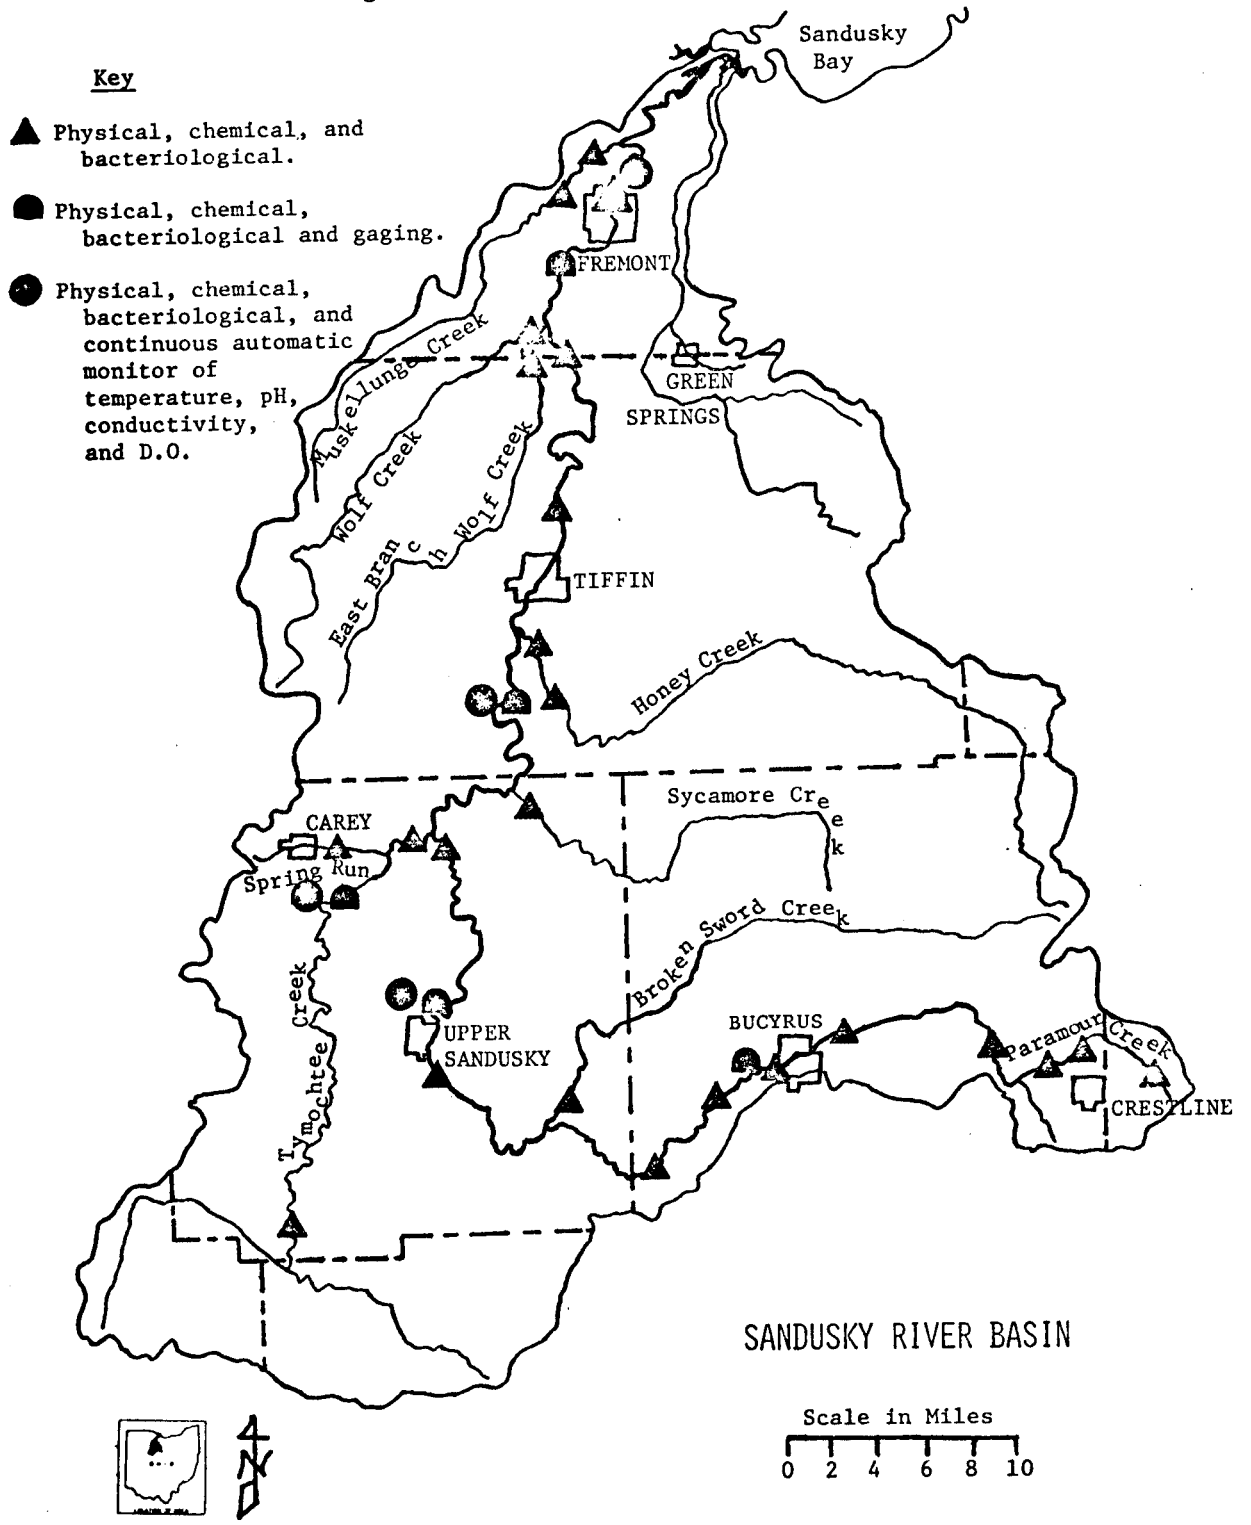 Sandusky
Bay
Key
Physical, chemical, and
bacteriological.
Physical, chemical,
bacteriological and gaging.
Physical, chemical,
bacteriological, and
continuous automatic
monitor of
temperature, pH,
conductivity,
and D.O.
FREMONT
Muskellunge Creek
GREEN
SPRINGS
Wolf Creek
East Branch Wolf Creek
TIFFIN
Honey Creek
Sycamore Creek
CAREY
Spring Run
Broken Sword Creek
Tymochtee Creek
UPPER
SANDUSKY
BUCYRUS
Paramour Creek
CRESTLINE
SANDUSKY RIVER BASIN
Scale in Miles
0 2 4 6 8 10
N